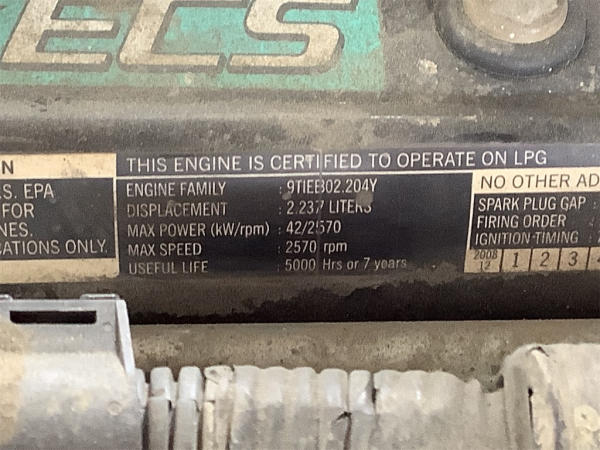 ECS
N
THIS ENGINE IS CERTIFIED TO OPERATE ON LPG
S. EPA
FOR
NES.
CATIONS ONLY.
ENGINE FAMILY : 9TIEB02.204Y
DISPLACEMENT : 2.237 LITERS
MAX POWER (kW/rpm) : 42/2570
MAX SPEED : 2570 rpm
USEFUL LIFE : 5000 Hrs or 7 years
NO OTHER AD
SPARK PLUG GAP :
FIRING ORDER :
IGNITION TIMING :
2008
12 1 2 3